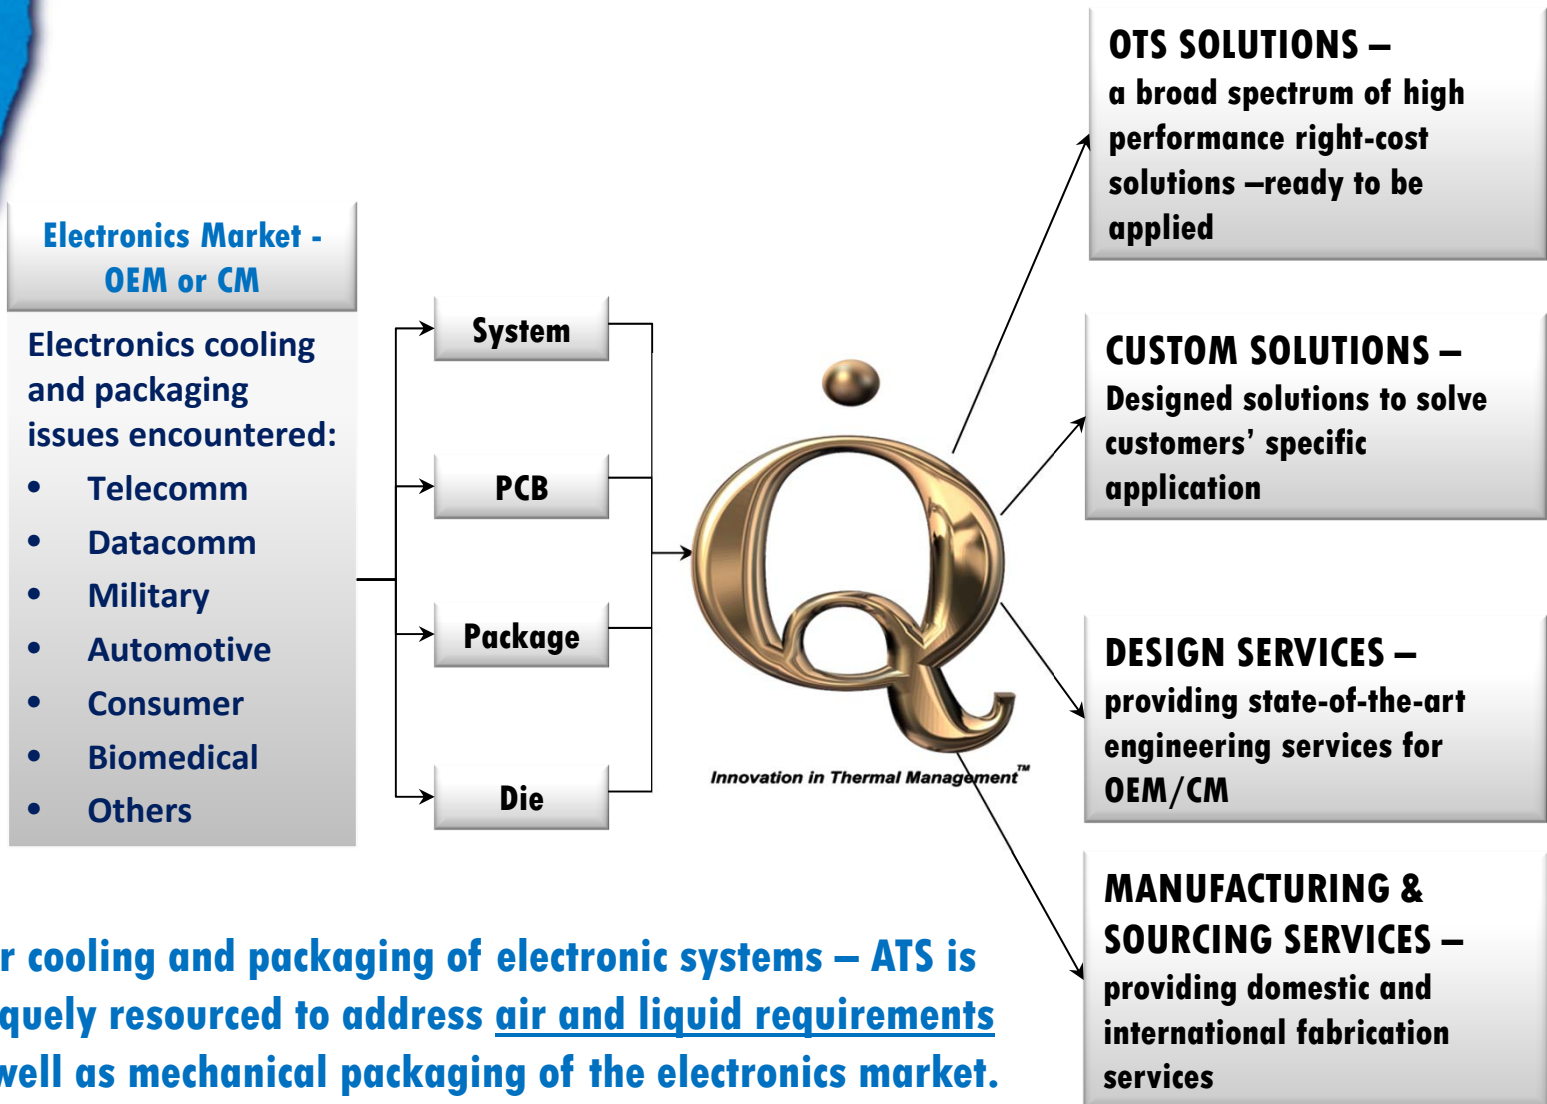 Electronics Market -
OEM or CM
Electronics cooling
and packaging
issues encountered:
• Telecomm
• Datacomm
• Military
• Automotive
• Consumer
• Biomedical
• Others
System
PCB
Package
Die
Q
Innovation in Thermal Management™
OTS SOLUTIONS –
a broad spectrum of high
performance right-cost
solutions –ready to be
applied
CUSTOM SOLUTIONS –
Designed solutions to solve
customers’ specific
application
DESIGN SERVICES –
providing state-of-the-art
engineering services for
OEM/CM
MANUFACTURING &
SOURCING SERVICES –
providing domestic and
international fabrication
services
r cooling and packaging of electronic systems – ATS is
quely resourced to address air and liquid requirements
well as mechanical packaging of the electronics market.